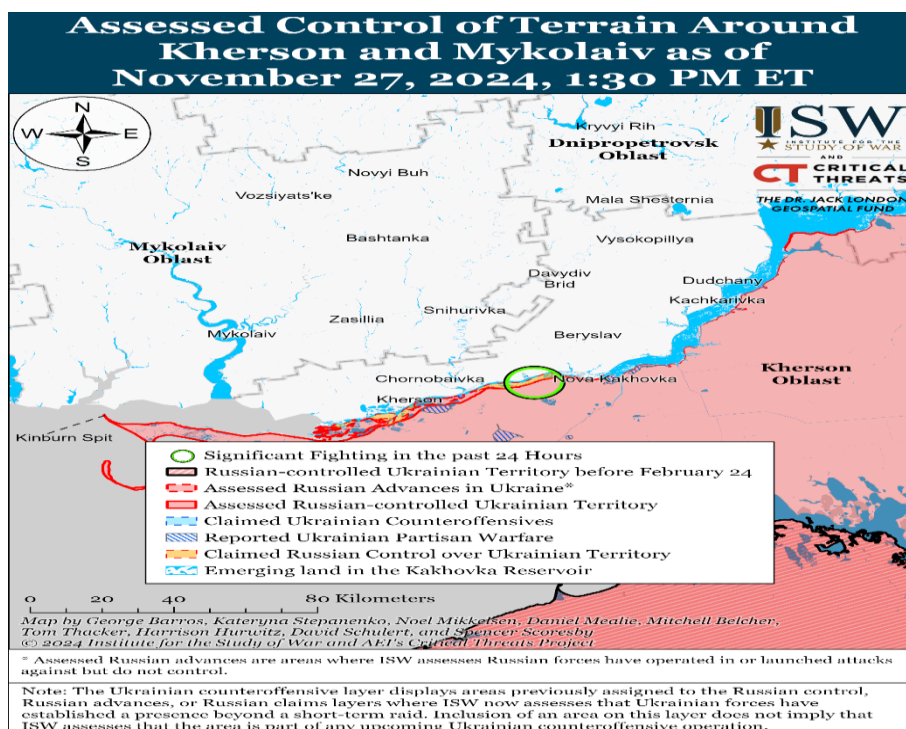 Assessed Control of Terrain Around
Kherson and Mykolaiv as of
November 27, 2024, 1:30 PM ET
N
W
E
S
ISW
INSTITUTE FOR THE
STUDY OF WAR
AND
CT CRITICAL
THREATS
THE DR. JACK LONDON
GEOSPATIAL FUND
Kryvyi Rih
Dnipropetrovsk
Oblast
Novyi Buh
Vozsiyats'ke
Mala Shesternia
Mykolaiv
Oblast
Bashtanka
Vysokopillya
Davydiv
Brid
Dudchany
Kachkarivka
Snihurivka
Zasillia
Mykolaiv
Beryslav
Kherson
Oblast
Chornobaivka
Nova Kakhovka
Kherson
Kinburn Spit
Significant Fighting in the past 24 Hours
Russian-controlled Ukrainian Territory before February 24
Assessed Russian Advances in Ukraine*
Assessed Russian-controlled Ukrainian Territory
Claimed Ukrainian Counteroffensives
Reported Ukrainian Partisan Warfare
Claimed Russian Control over Ukrainian Territory
Emerging land in the Kakhovka Reservoir
0 20 40 80 Kilometers
Map by George Barros, Kateryna Stepanenko, Noel Mikkelsen, Daniel Mealie, Mitchell Belcher,
Tom Thacker, Harrison Hurwitz, David Schulert, and Spencer Scoresby
© 2024 Institute for the Study of War and AEI's Critical Threats Project
* Assessed Russian advances are areas where ISW assesses Russian forces have operated in or launched attacks
against but do not control.
Note: The Ukrainian counteroffensive layer displays areas previously assigned to the Russian control,
Russian advances, or Russian claims layers where ISW now assesses that Ukrainian forces have
established a presence beyond a short-term raid. Inclusion of an area on this layer does not imply that
ISW assesses that the area is part of any upcoming Ukrainian counteroffensive operation.